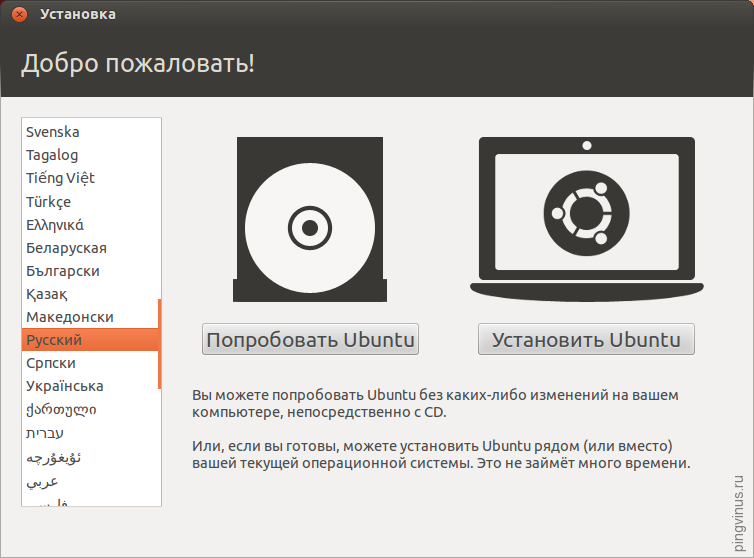 Установка
Добро пожаловать!
Svenska
Tagalog
Tiếng Việt
Türkçe
Ελληνικά
Беларуская
Български
Қазақ
Македонски
Русский
Српски
Українська
ქართული
עברית
ئۇيغۇرچە
عربي
فارسی
Попробовать Ubuntu
Установить Ubuntu
Вы можете попробовать Ubuntu без каких-либо изменений на вашем
компьютере, непосредственно с CD.
Или, если вы готовы, можете установить Ubuntu рядом (или вместо)
вашей текущей операционной системы. Это не займёт много времени.
pingvinus.ru